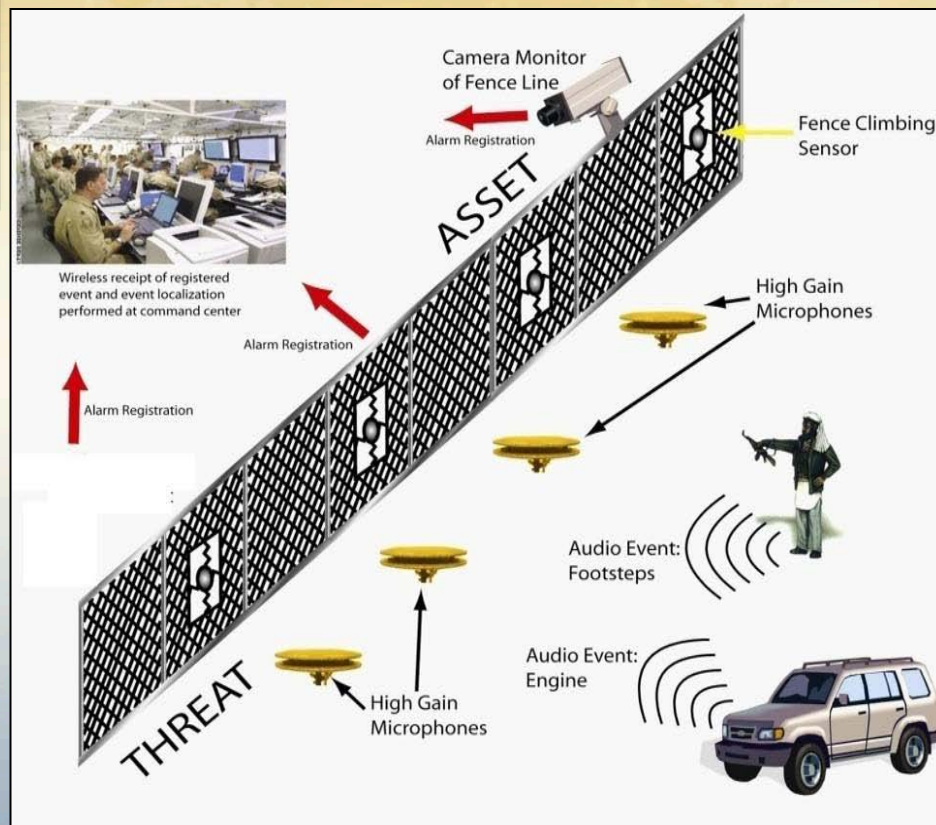 Camera Monitor
of Fence Line
Alarm Registration
Fence Climbing
Sensor
ASSET
Wireless receipt of registered
event and event localization
performed at command center
High Gain
Microphones
Alarm Registration
Alarm Registration
:
Audio Event:
Footsteps
Audio Event:
Engine
THREAT
High Gain
Microphones